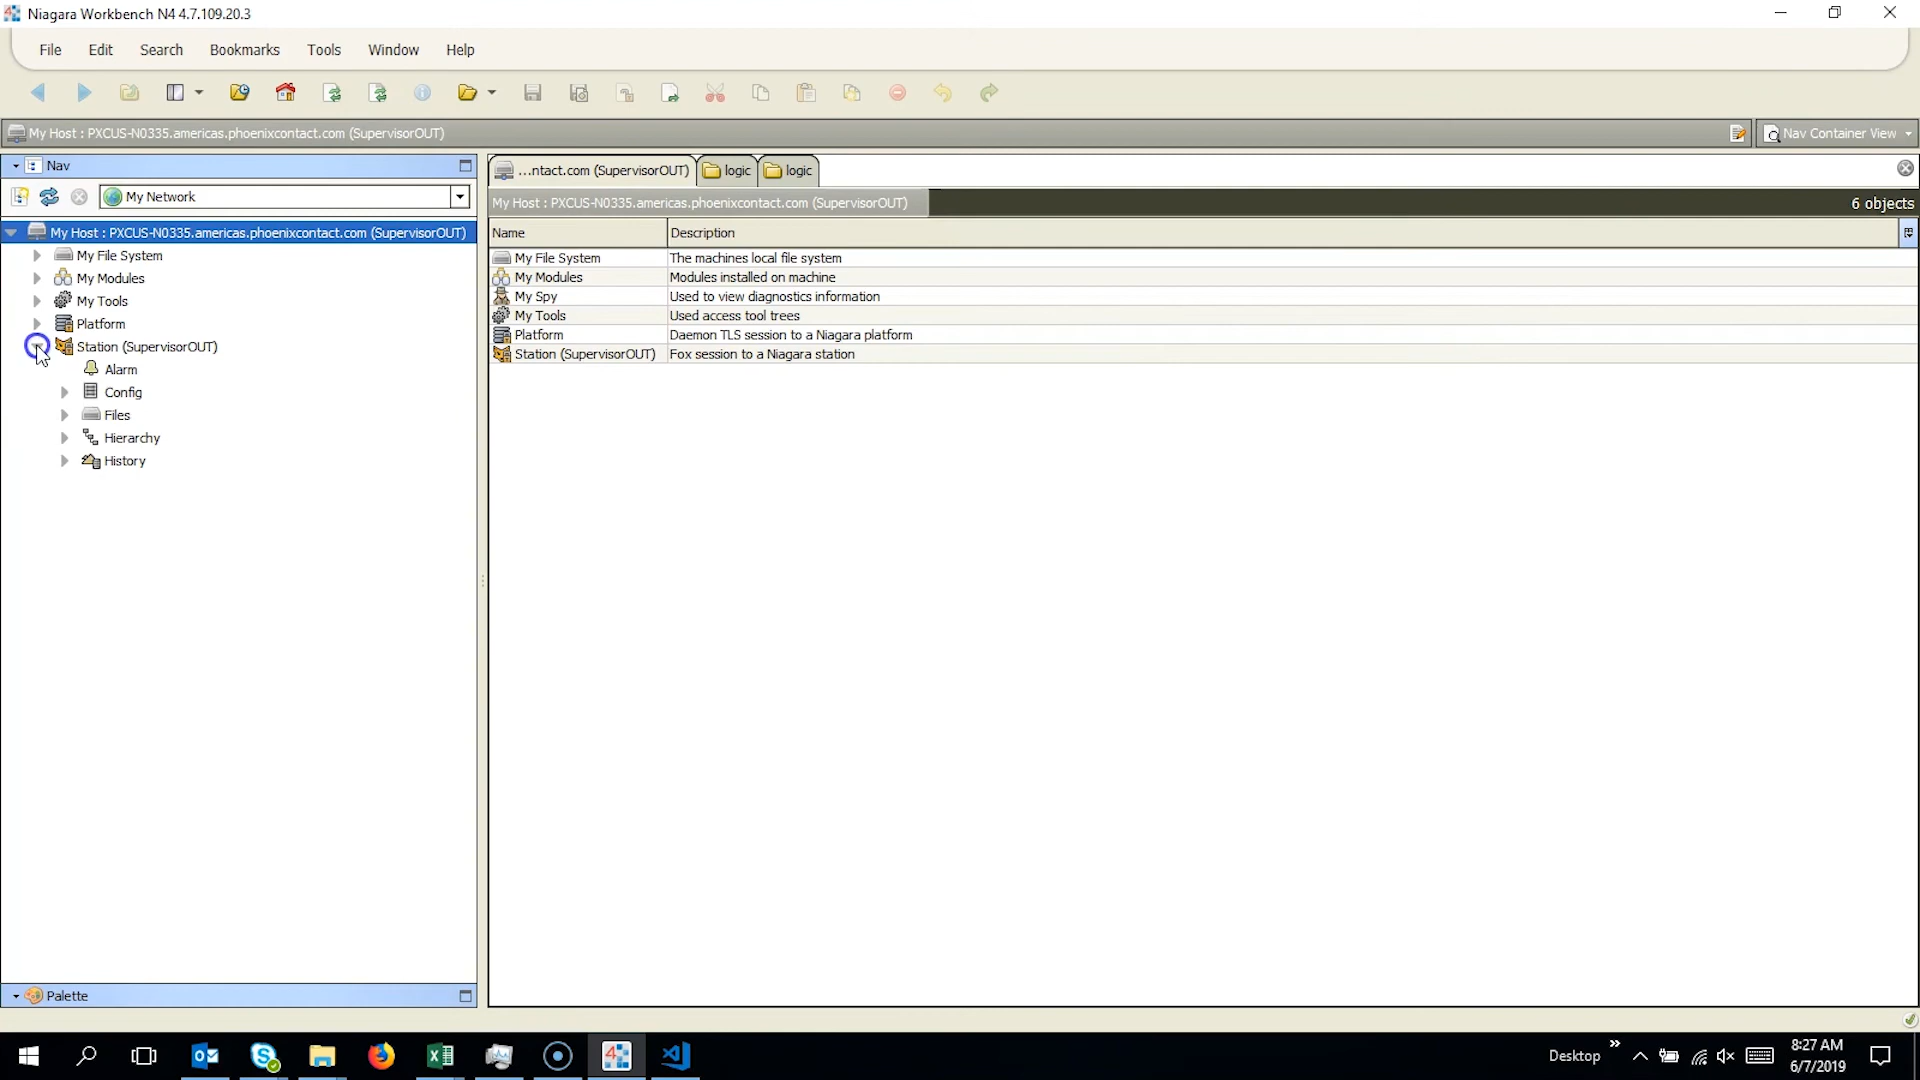 Niagara Workbench N4 4.7.109.20.3
File Edit Search Bookmarks Tools Window Help
My Host : PXCUS-N0335.americas.phoenixcontact.com (SupervisorOUT) Nav Container View
Nav
My Network
My Host : PXCUS-N0335.americas.phoenixcontact.com (SupervisorOUT)
My File System
My Modules
My Tools
Platform
Station (SupervisorOUT)
Alarm
Config
Files
Hierarchy
History
Palette
...ntact.com (SupervisorOUT) logic logic
My Host : PXCUS-N0335.americas.phoenixcontact.com (SupervisorOUT) 6 objects
Name Description
My File System The machines local file system
My Modules Modules installed on machine
My Spy Used to view diagnostics information
My Tools Used access tool trees
Platform Daemon TLS session to a Niagara platform
Station (SupervisorOUT) Fox session to a Niagara station
Desktop
8:27 AM
6/7/2019